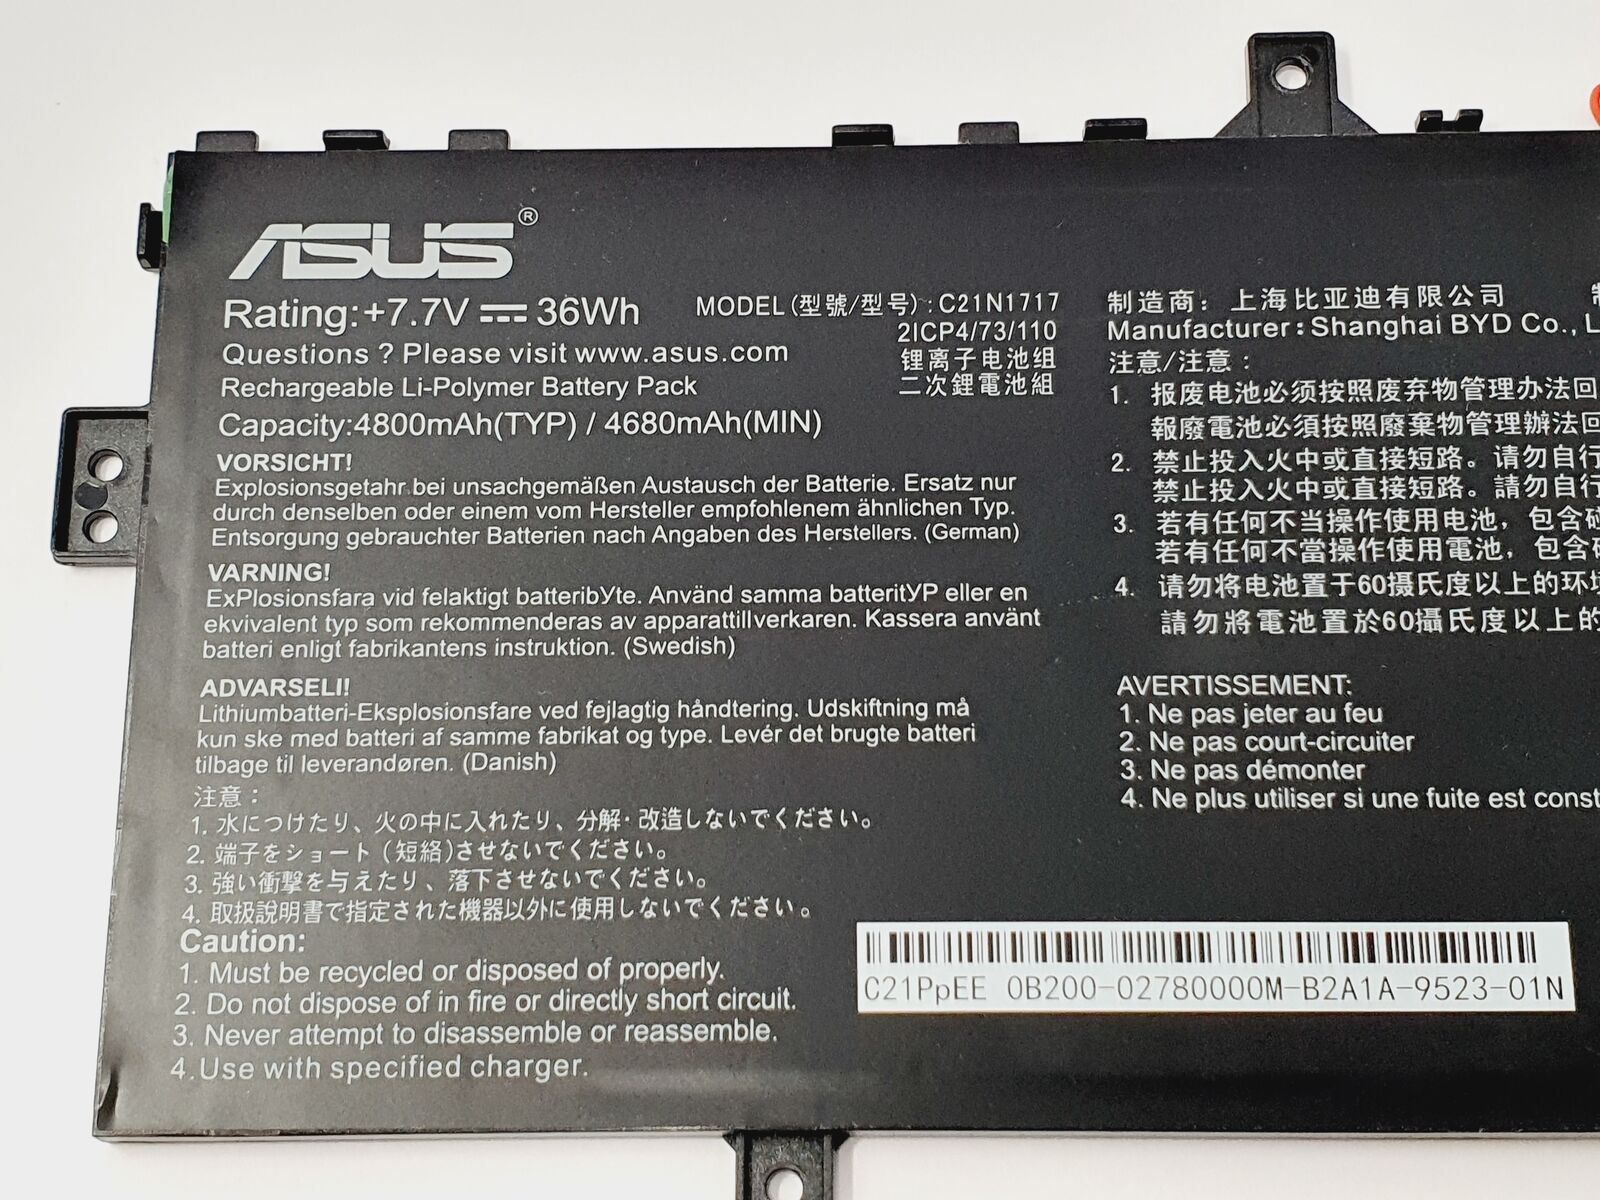 ASUS®
Rating:+7.7V ⎓ 36Wh
Questions ? Please visit www.asus.com
Rechargeable Li-Polymer Battery Pack
Capacity:4800mAh(TYP) / 4680mAh(MIN)
MODEL(型號/型号):C21N1717
2ICP4/73/110
锂离子电池组
二次鋰電池組
VORSICHT!
Explosionsgetahr bei unsachgemäßen Austausch der Batterie. Ersatz nur
durch denselben oder einem vom Hersteller empfohlenem ähnlichen Typ.
Entsorgung gebrauchter Batterien nach Angaben des Herstellers. (German)
VARNING!
ExPlosionsfara vid felaktigt batteribУte. Använd samma batteritУP eller en
ekvivalent typ som rekommenderas av apparattillverkaren. Kassera använt
batteri enligt fabrikantens instruktion. (Swedish)
ADVARSELI!
Lithiumbatteri-Eksplosionsfare ved fejlagtig håndtering. Udskiftning må
kun ske med batteri af samme fabrikat og type. Levér det brugte batteri
tilbage til leverandøren. (Danish)
注意：
1. 水につけたり、火の中に入れたり、分解·改造しないでください。
2. 端子をショート（短絡)させないでください。
3. 強い衝撃を与えたり、落下させないでください。
4. 取扱説明書で指定された機器以外に使用しないでください。
Caution:
1. Must be recycled or disposed of properly.
2. Do not dispose of in fire or directly short circuit.
3. Never attempt to disassemble or reassemble.
4.Use with specified charger.
制造商：上海比亚迪有限公司
Manufacturer:Shanghai BYD Co.,
注意/注意：
1. 报废电池必须按照废弃物管理办法回
報廢電池必須按照廢棄物管理辦法回
2. 禁止投入火中或直接短路。请勿自行
禁止投入火中或直接短路。請勿自行
3. 若有任何不当操作使用电池，包含
若有任何不當操作使用電池，包含
4. 请勿将电池置于60摄氏度以上的环
請勿將電池置於60攝氏度以上的
AVERTISSEMENT:
1. Ne pas jeter au feu
2. Ne pas court-circuiter
3. Ne pas démonter
4. Ne plus utiliser si une fuite est const
C21PpEE 0B200-02780000M-B2A1A-9523-01N